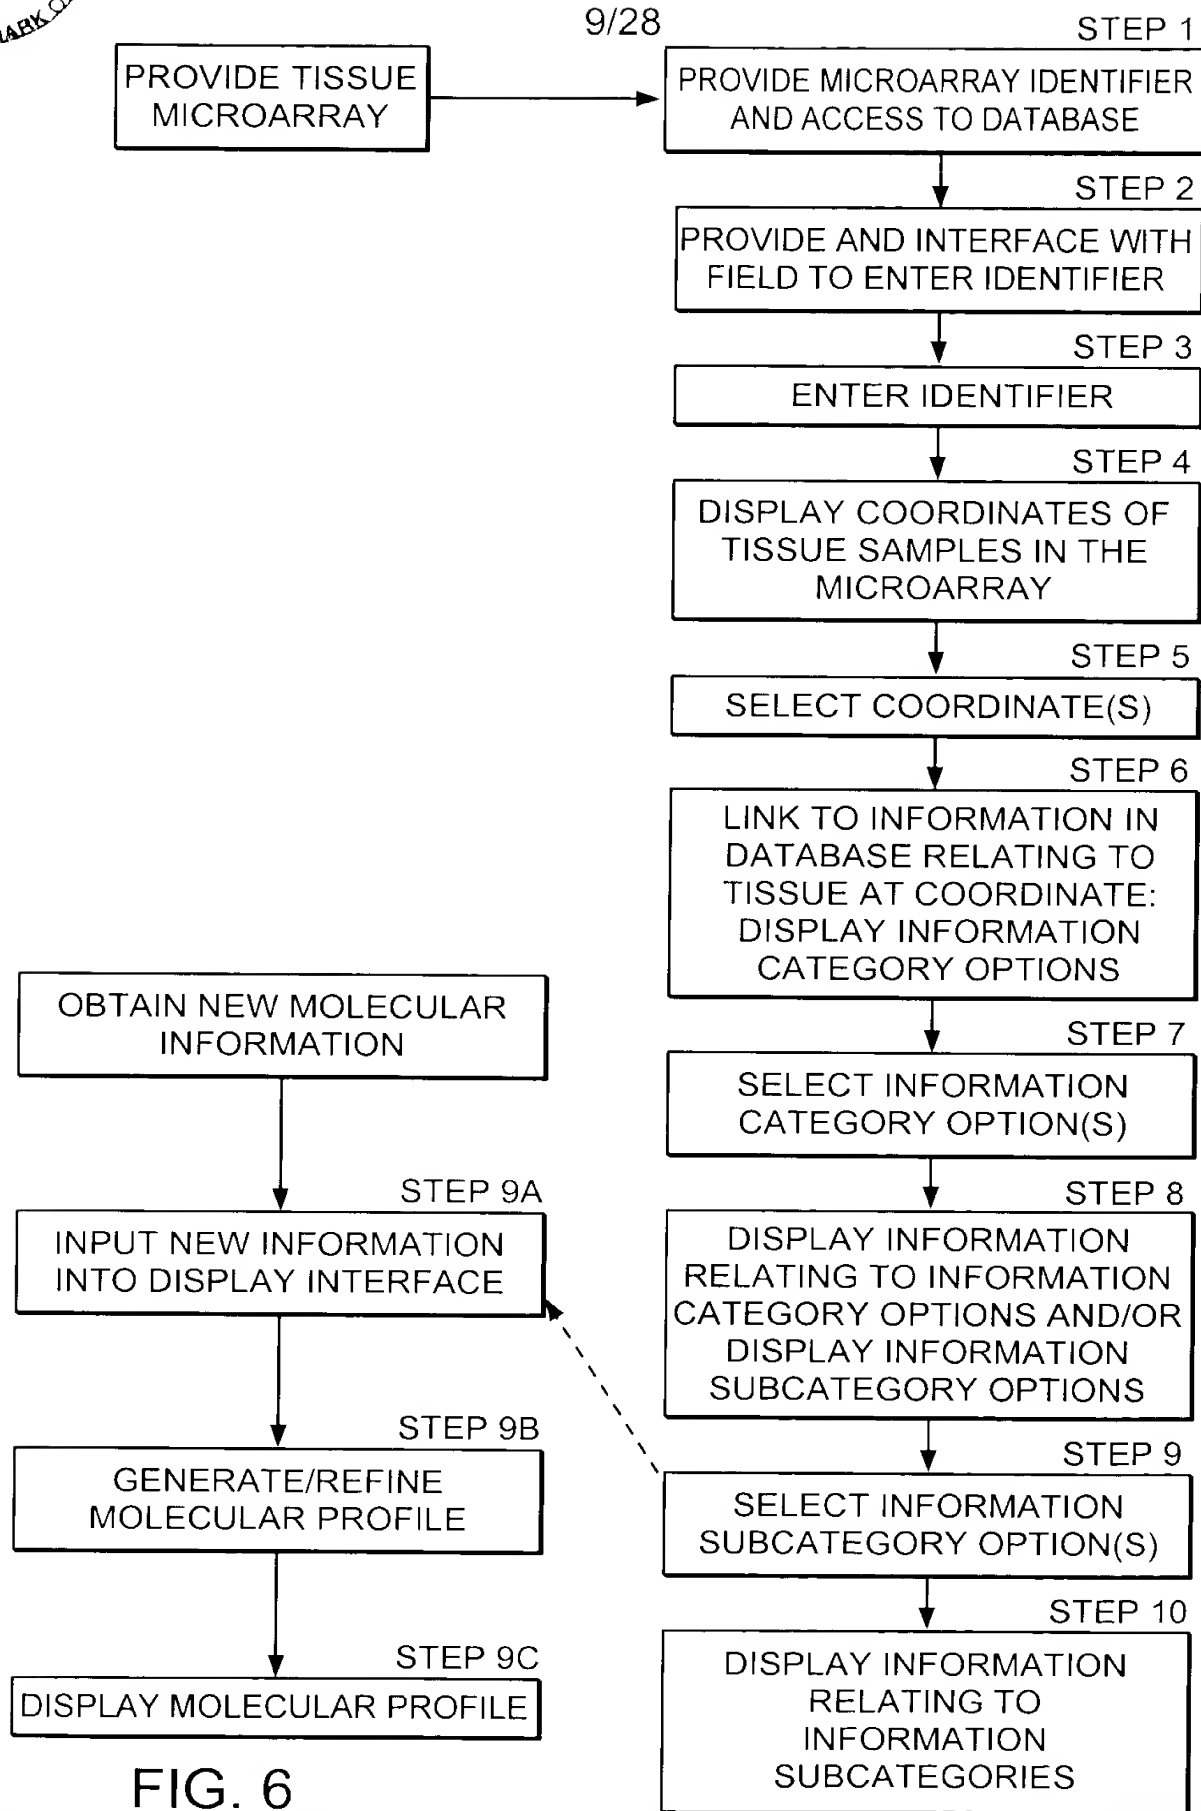 9/28
PROVIDE TISSUE
MICROARRAY
STEP 1
PROVIDE MICROARRAY IDENTIFIER
AND ACCESS TO DATABASE
STEP 2
PROVIDE AND INTERFACE WITH
FIELD TO ENTER IDENTIFIER
STEP 3
ENTER IDENTIFIER
STEP 4
DISPLAY COORDINATES OF
TISSUE SAMPLES IN THE
MICROARRAY
STEP 5
SELECT COORDINATE(S)
STEP 6
LINK TO INFORMATION IN
DATABASE RELATING TO
TISSUE AT COORDINATE:
DISPLAY INFORMATION
CATEGORY OPTIONS
STEP 7
SELECT INFORMATION
CATEGORY OPTION(S)
STEP 8
DISPLAY INFORMATION
RELATING TO INFORMATION
CATEGORY OPTIONS AND/OR
DISPLAY INFORMATION
SUBCATEGORY OPTIONS
STEP 9
SELECT INFORMATION
SUBCATEGORY OPTION(S)
STEP 10
DISPLAY INFORMATION
RELATING TO
INFORMATION
SUBCATEGORIES
OBTAIN NEW MOLECULAR
INFORMATION
STEP 9A
INPUT NEW INFORMATION
INTO DISPLAY INTERFACE
STEP 9B
GENERATE/REFINE
MOLECULAR PROFILE
STEP 9C
DISPLAY MOLECULAR PROFILE
FIG. 6